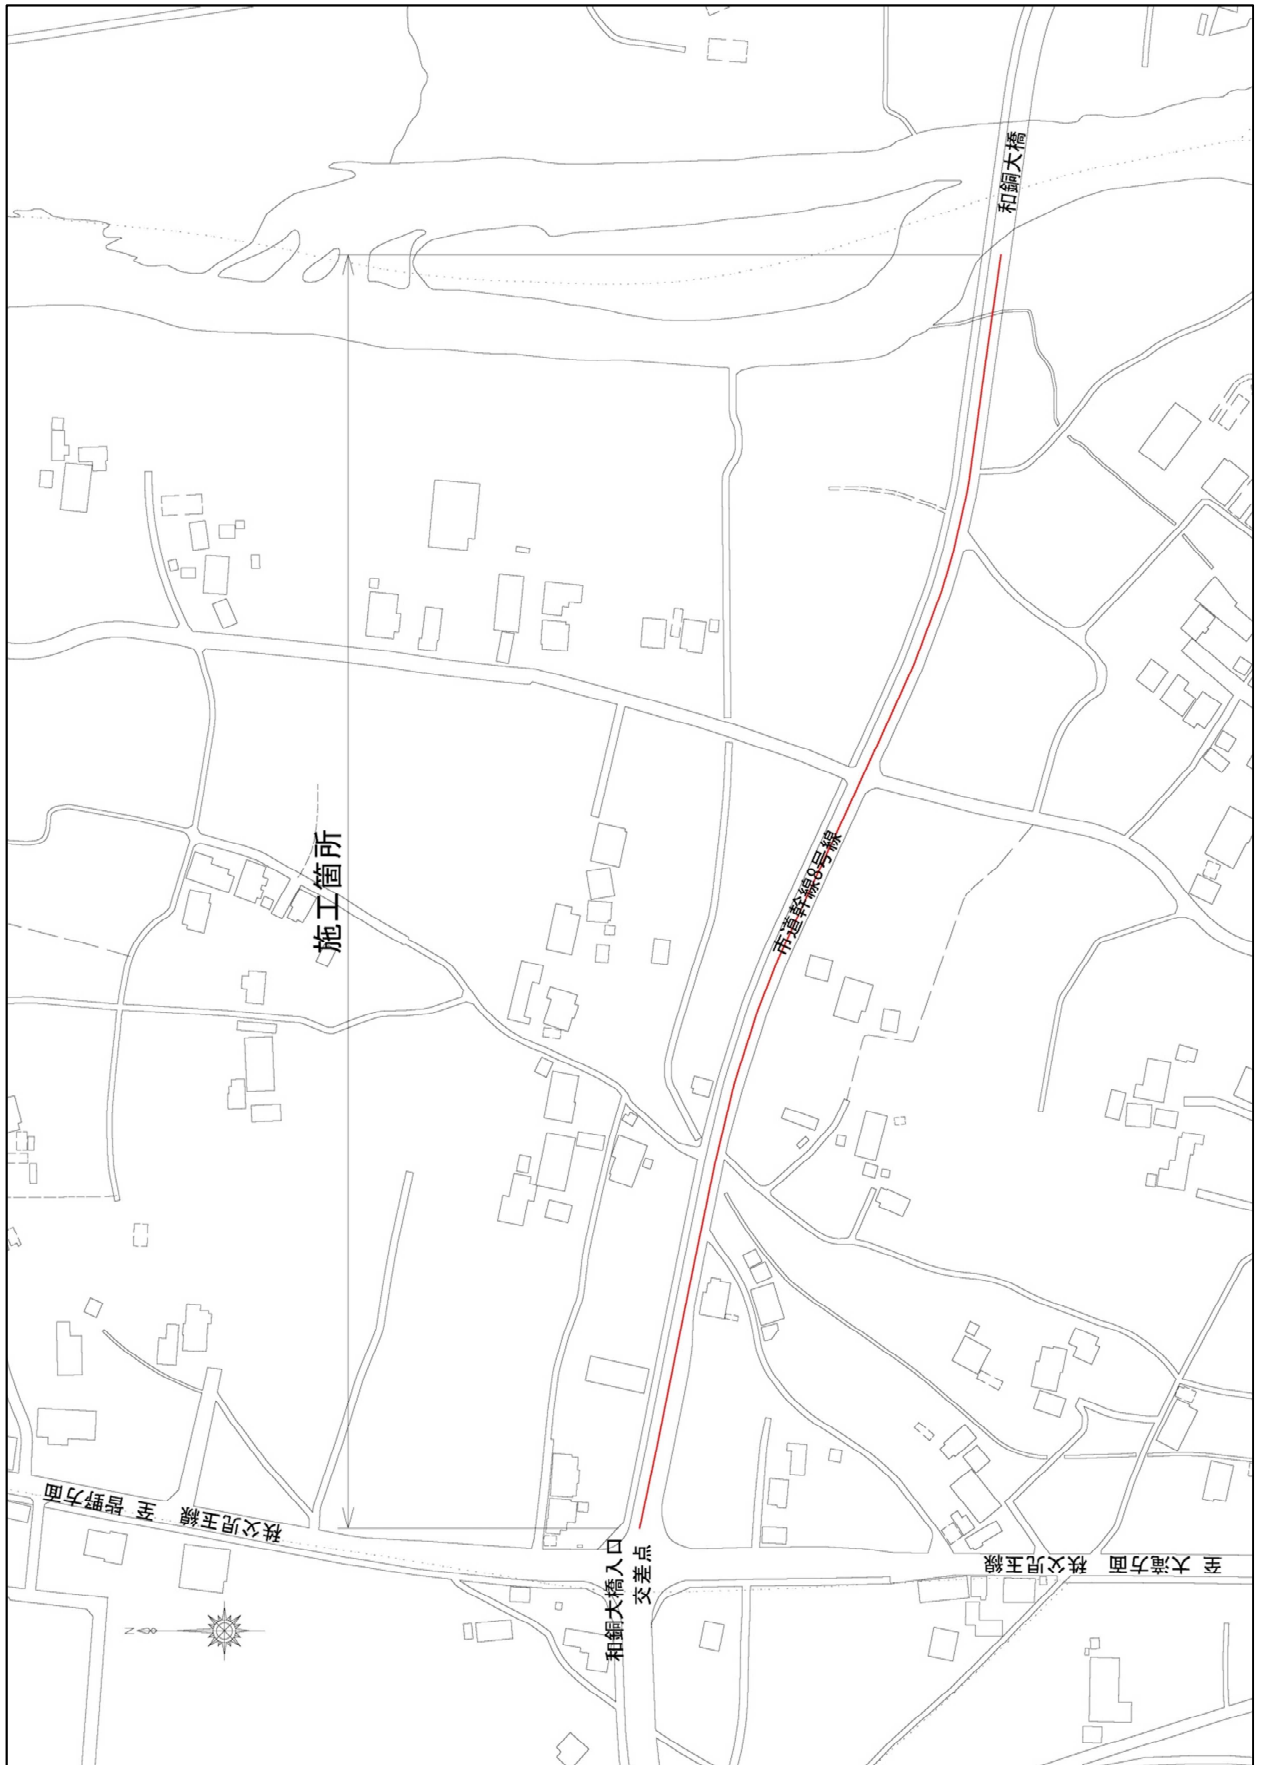 和銅大橋
施工箇所
市道幹線8号線
秩父児玉線 至 皆野方面
和銅大橋入口
交差点
至 大滝方面 秩父児玉線
N